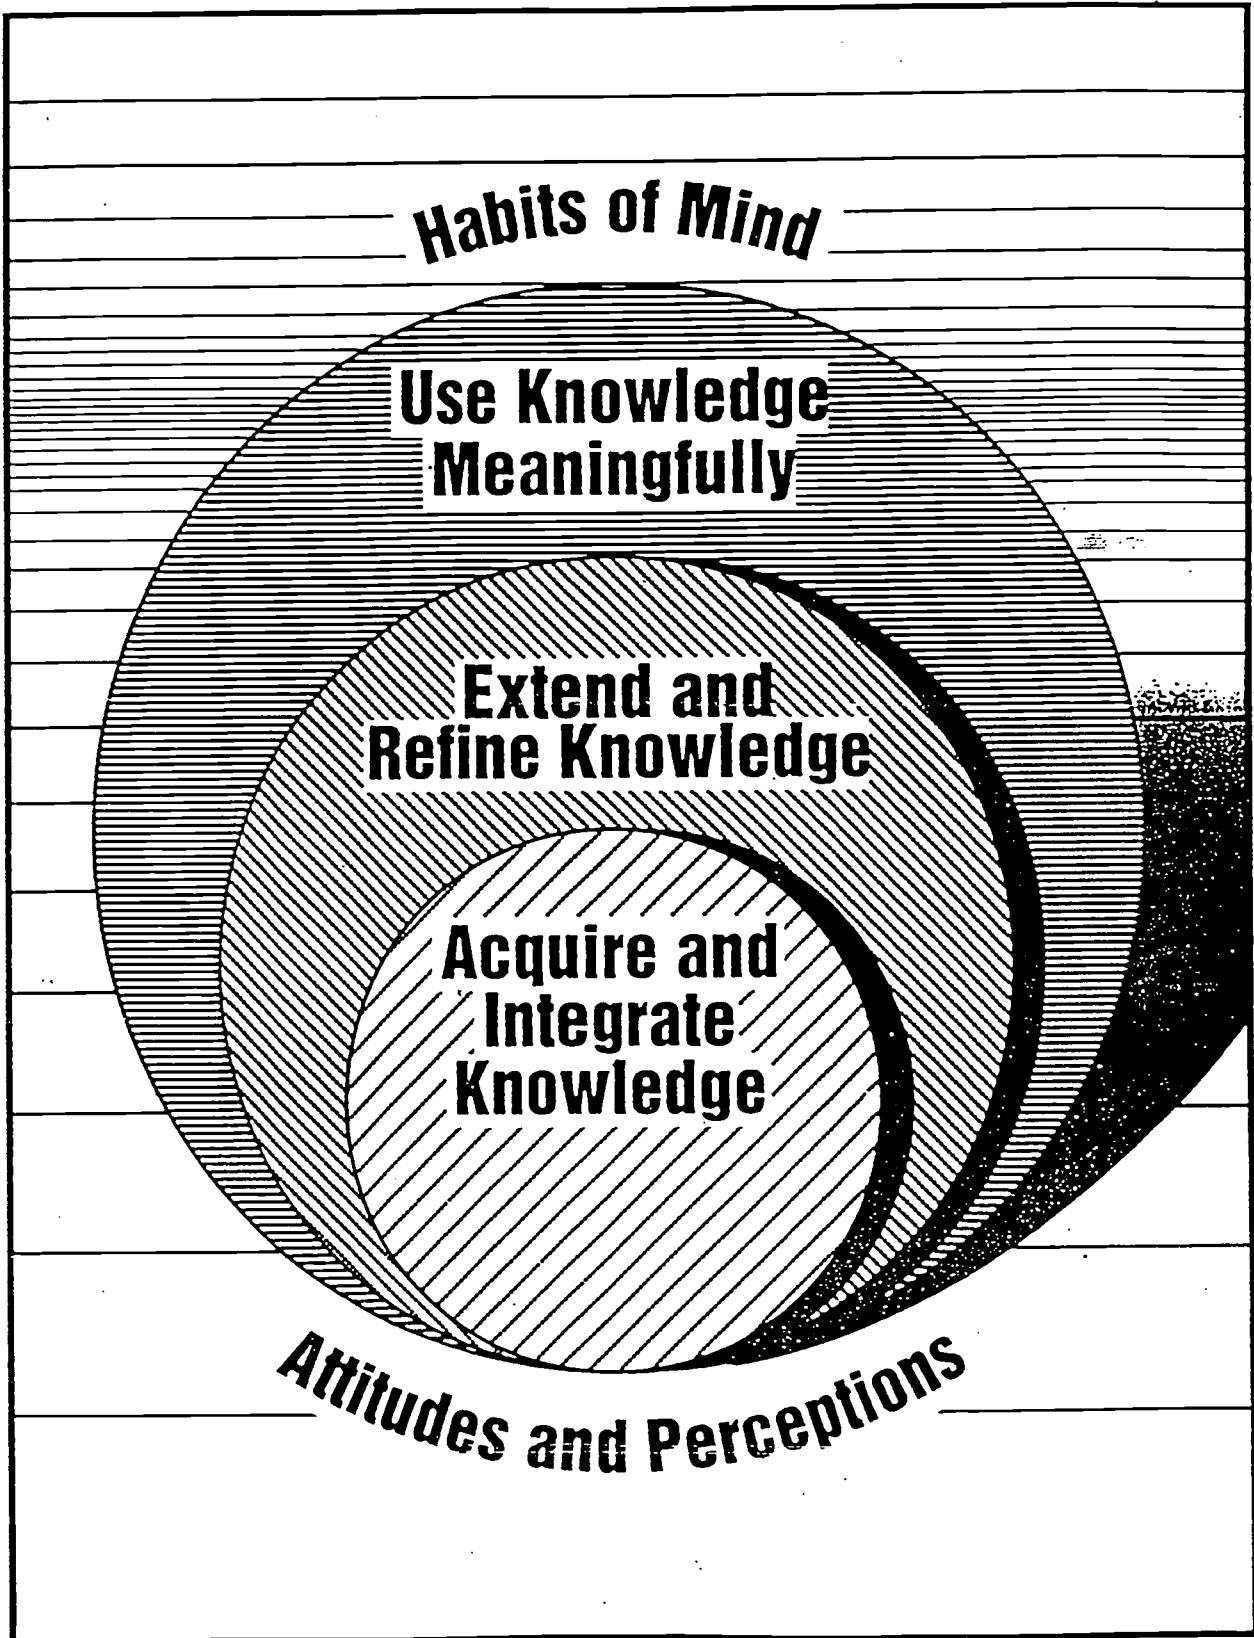 Habits of Mind
Use Knowledge
Meaningfully
Extend and
Refine Knowledge
Acquire and
Integrate
Knowledge
Attitudes and Perceptions